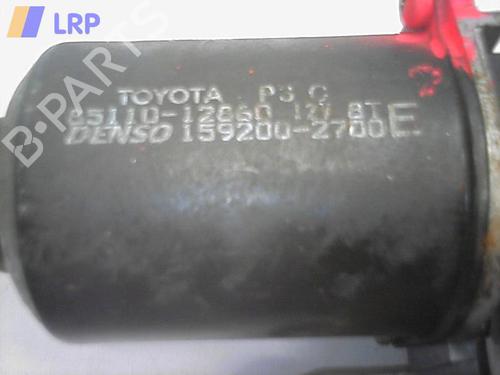 LRP
B-PARTS
TOYOTA P3 C
85110-12860 12V 8T
DENSO 159200-2700 E